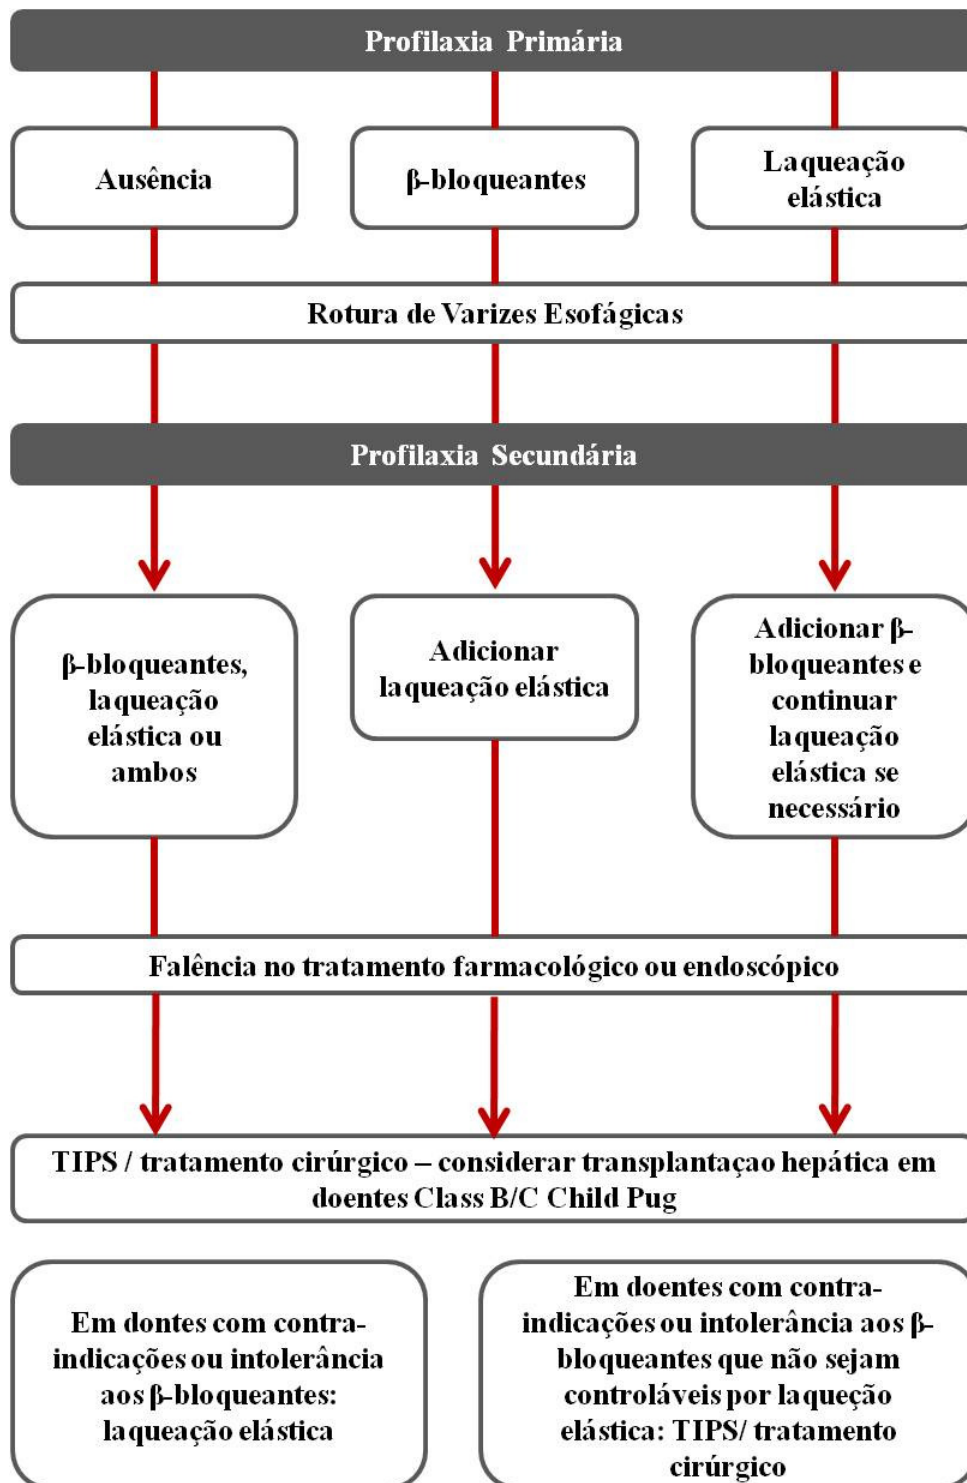 Profilaxia Primária
Ausência
β-bloqueantes
Laqueação
elástica
Rotura de Varizes Esofágicas
Profilaxia Secundária
β-bloqueantes,
laqueação
elástica ou
ambos
Adicionar
laqueação elástica
Adicionar β-
bloqueantes e
continuar
laqueação
elástica se
necessário
Falência no tratamento farmacológico ou endoscópico
TIPS / tratamento cirúrgico – considerar transplantaçao hepática em
doentes Class B/C Child Pug
Em dontes com contra-
indicações ou intolerância
aos β-bloqueantes:
laqueação elástica
Em doentes com contra-
indicações ou intolerância aos β-
bloqueantes que não sejam
controláveis por laqueção
elástica: TIPS/ tratamento
cirúrgico